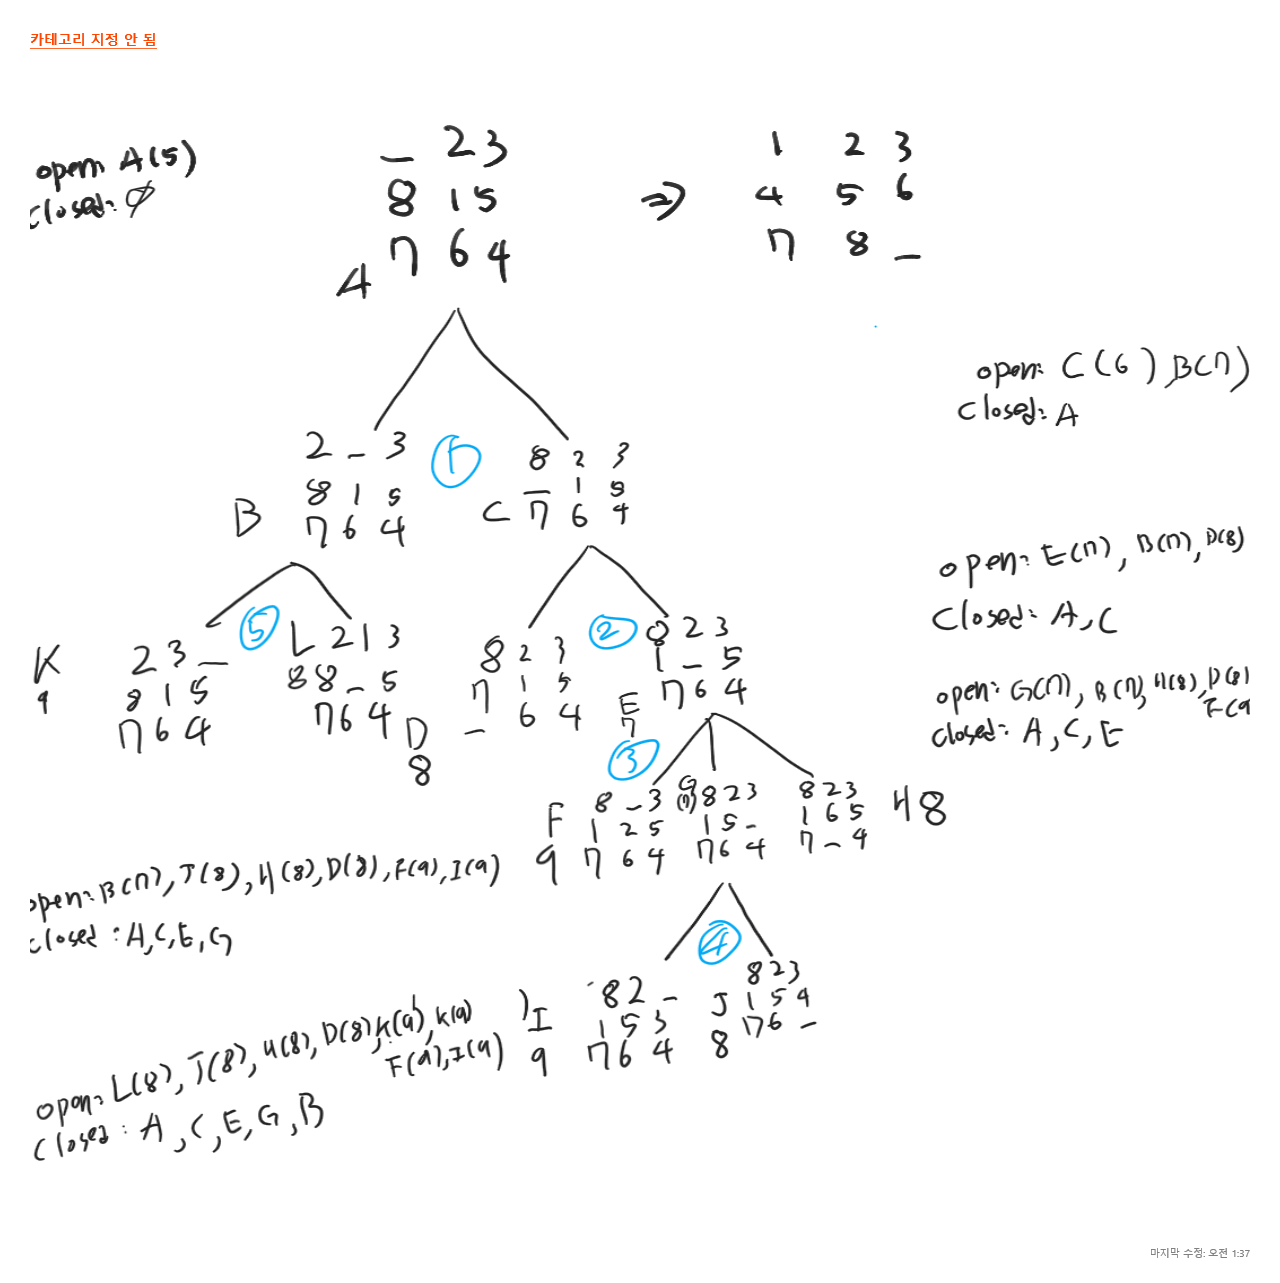 카테고리 지정 안 됨
open: A(5)
closed: ∅
_ 2 3
8 1 5
7 6 4
A
⇒
1 2 3
4 5 6
7 8 _
open: C(6), B(7)
closed: A
2 _ 3
8 1 5
7 6 4
B
①
8 2 3
_ 1 5
7 6 4
C
open: E(7), B(7), D(8)
closed: A, C
K
9
2 3 _
8 1 5
7 6 4
⑤
L 2 1 3
8 8 _ 5
7 6 4
D
8
8 2 3
7 1 5
_ 6 4
②
8 2 3
1 _ 5
7 6 4
E
7
open: G(7), B(7), H(8), D(8)
F(9
closed: A, C, E
③
F
9
8 _ 3
1 2 5
7 6 4
G
(7)
8 2 3
1 5 _
7 6 4
8 2 3
1 6 5
7 _ 4
H 8
open: B(7), J(8), H(8), D(8), F(9), I(9)
closed: A, C, E, G
④
I
9
8 2 _
1 5 3
7 6 4
J
8
8 2 3
1 5 4
7 6 _
open: L(8), J(8), H(8), D(8), K(9), K(9)
F(9), I(9)
closed: A, C, E, G, B
마지막 수정: 오전 1:37